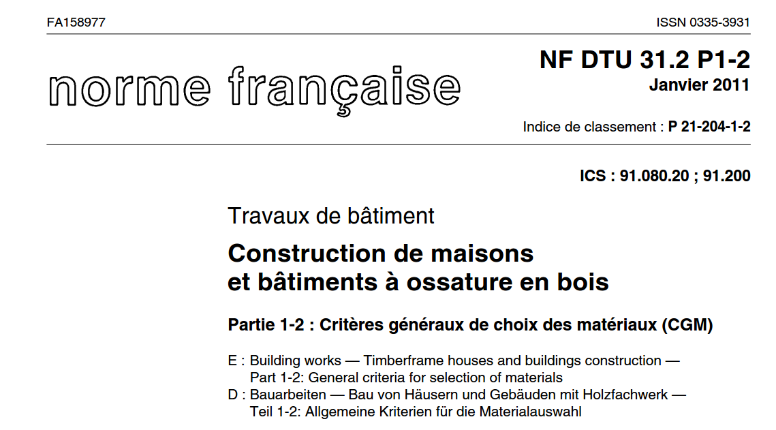 FA158977
ISSN 0335-3931
norme française
NF DTU 31.2 P1-2
Janvier 2011
Indice de classement : P 21-204-1-2
ICS : 91.080.20 ; 91.200
Travaux de bâtiment
Construction de maisons
et bâtiments à ossature en bois
Partie 1-2 : Critères généraux de choix des matériaux (CGM)
E : Building works — Timberframe houses and buildings construction —
Part 1-2: General criteria for selection of materials
D : Bauarbeiten — Bau von Häusern und Gebäuden mit Holzfachwerk —
Teil 1-2: Allgemeine Kriterien für die Materialauswahl